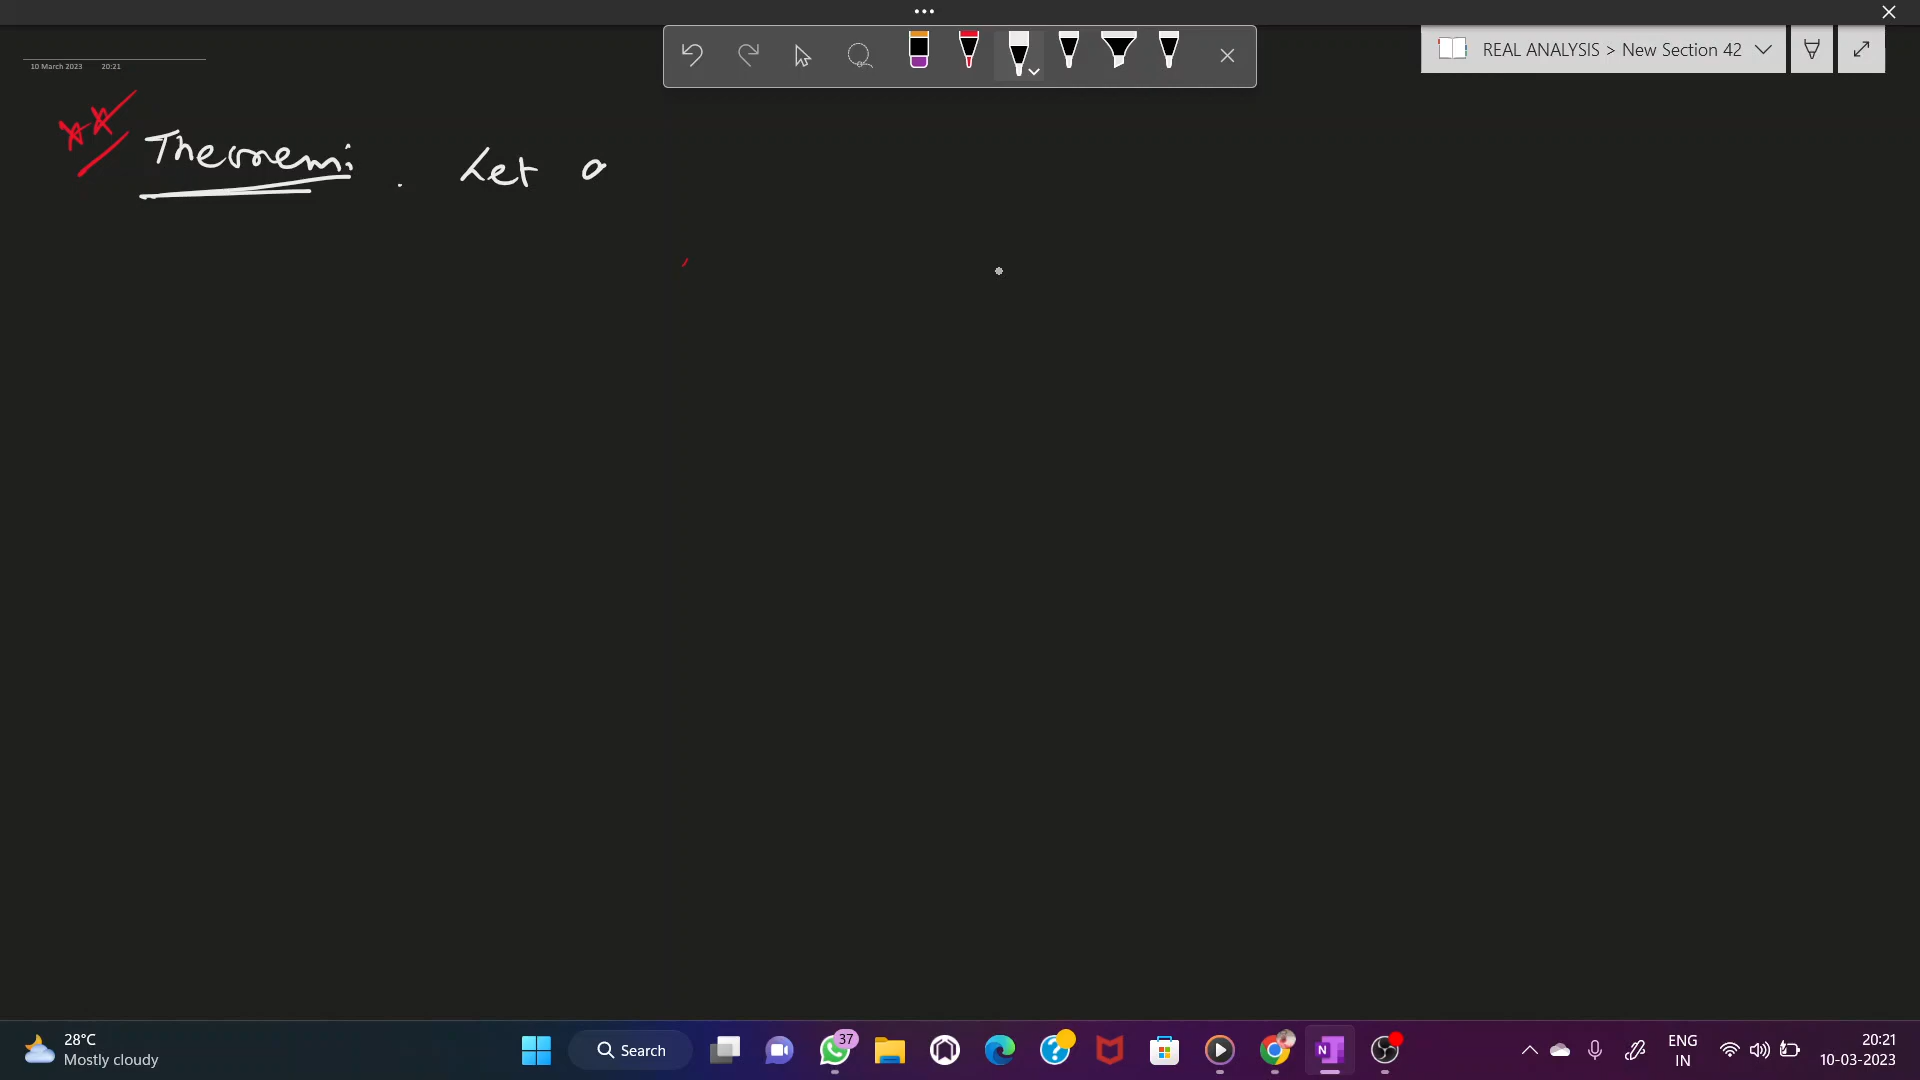 REAL ANALYSIS > New Section 42
10 March 2023 20:21
Theorem: . Let a
28°C
Mostly cloudy
Search
37
ENG
IN
20:21
10-03-2023